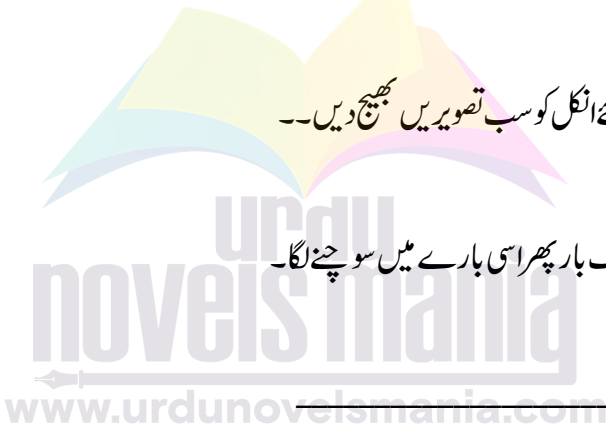 انکل کو سب تصویریں بھیج دیں۔۔
بار پھر اسی بارے میں سوچنے لگا۔
urdu
novels mania
www.urdunovelsmania.com